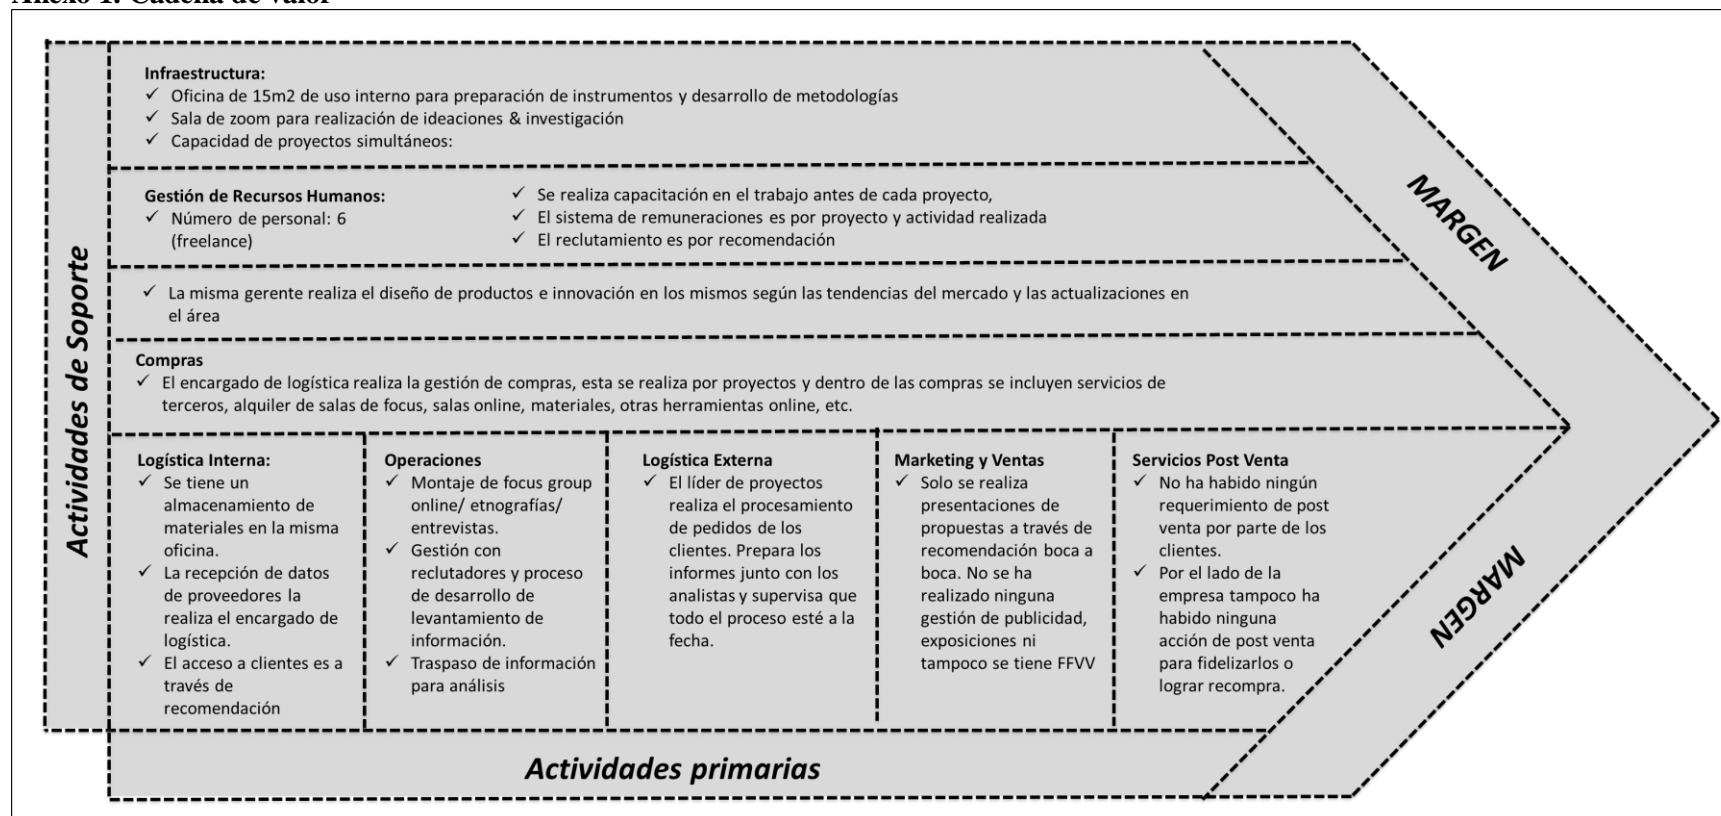 Anexo 1: Cadena de valor
Infraestructura:
✓ Oficina de 15m2 de uso interno para preparación de instrumentos y desarrollo de metodologías
✓ Sala de zoom para realización de ideaciones & investigación
✓ Capacidad de proyectos simultáneos:
Gestión de Recursos Humanos:
✓ Número de personal: 6
(freelance)
✓ Se realiza capacitación en el trabajo antes de cada proyecto,
✓ El sistema de remuneraciones es por proyecto y actividad realizada
✓ El reclutamiento es por recomendación
✓ La misma gerente realiza el diseño de productos e innovación en los mismos según las tendencias del mercado y las actualizaciones en
el área
Compras
✓ El encargado de logística realiza la gestión de compras, esta se realiza por proyectos y dentro de las compras se incluyen servicios de
terceros, alquiler de salas de focus, salas online, materiales, otras herramientas online, etc.
Actividades de Soporte
Logística Interna:
✓ Se tiene un
almacenamiento de
materiales en la misma
oficina.
✓ La recepción de datos
de proveedores la
realiza el encargado de
logística.
✓ El acceso a clientes es a
través de
recomendación
Operaciones
✓ Montaje de focus group
online/ etnografías/
entrevistas.
✓ Gestión con
reclutadores y proceso
de desarrollo de
levantamiento de
información.
✓ Traspaso de información
para análisis
Logística Externa
✓ El líder de proyectos
realiza el procesamiento
de pedidos de los
clientes. Prepara los
informes junto con los
analistas y supervisa que
todo el proceso esté a la
fecha.
Marketing y Ventas
✓ Solo se realiza
presentaciones de
propuestas a través de
recomendación boca a
boca. No se ha
realizado ninguna
gestión de publicidad,
exposiciones ni
tampoco se tiene FFVV
Servicios Post Venta
✓ No ha habido ningún
requerimiento de post
venta por parte de los
clientes.
✓ Por el lado de la
empresa tampoco ha
habido ninguna
acción de post venta
para fidelizarlos o
lograr recompra.
MARGEN
MARGEN
Actividades primarias